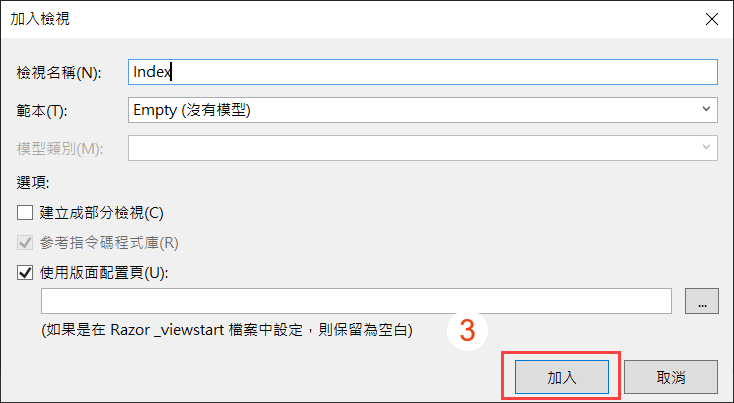 加入檢視
檢視名稱(N): Index
範本(T): Empty (沒有模型)
模型類別(M):
選項:
建立成部分檢視(C)
參考指令碼程式庫(R)
使用版面配置頁(U):
...
(如果是在 Razor _viewstart 檔案中設定，則保留為空白)
3
加入 取消